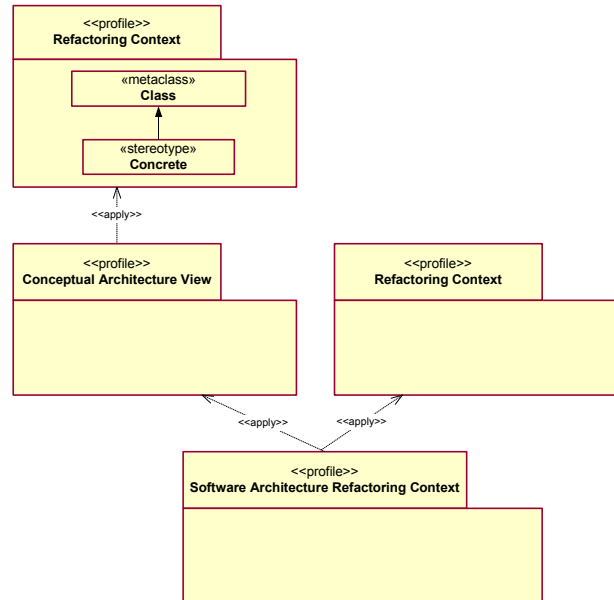 <<profile>>
Refactoring Context
«metaclass»
Class
«stereotype»
Concrete
<<apply>>
<<profile>>
Conceptual Architecture View
<<profile>>
Refactoring Context
<<apply>>
<<apply>>
<<profile>>
Software Architecture Refactoring Context